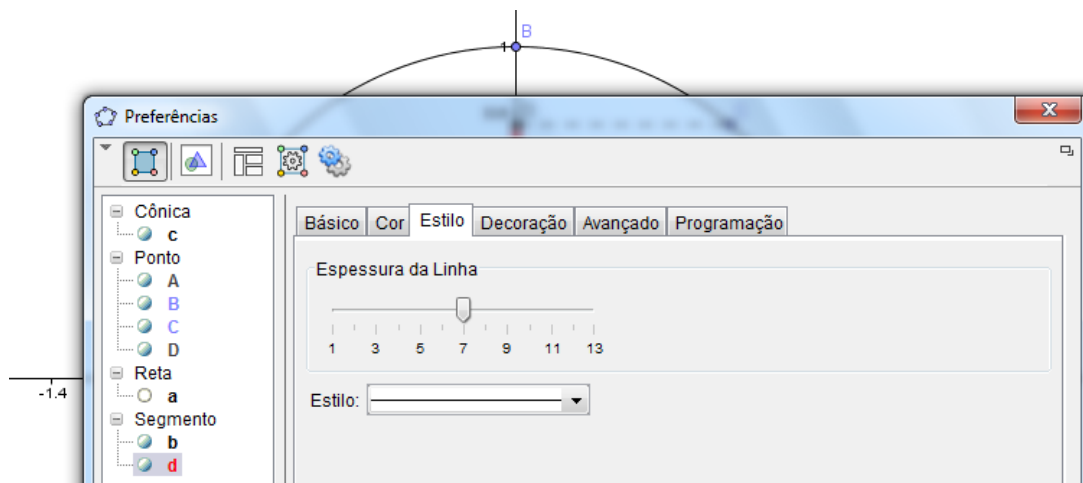 B
1
Preferências
Cônica
c
Ponto
A
B
C
D
Reta
a
Segmento
b
d
Básico Cor Estilo Decoração Avançado Programação
Espessura da Linha
1 3 5 7 9 11 13
Estilo:
-1.4